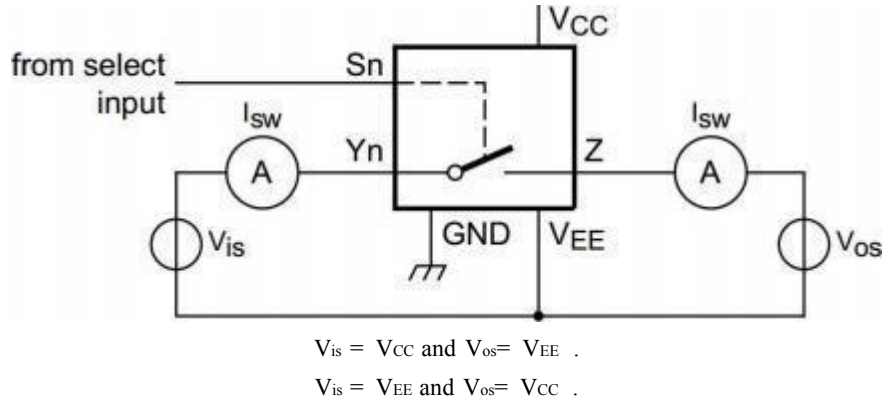 VCC
from select
input
Sn
ISW
ISW
Yn
Z
A
A
GND
VEE
Vis
Vos
Vis = VCC and Vos= VEE .
Vis = VEE and Vos= VCC .